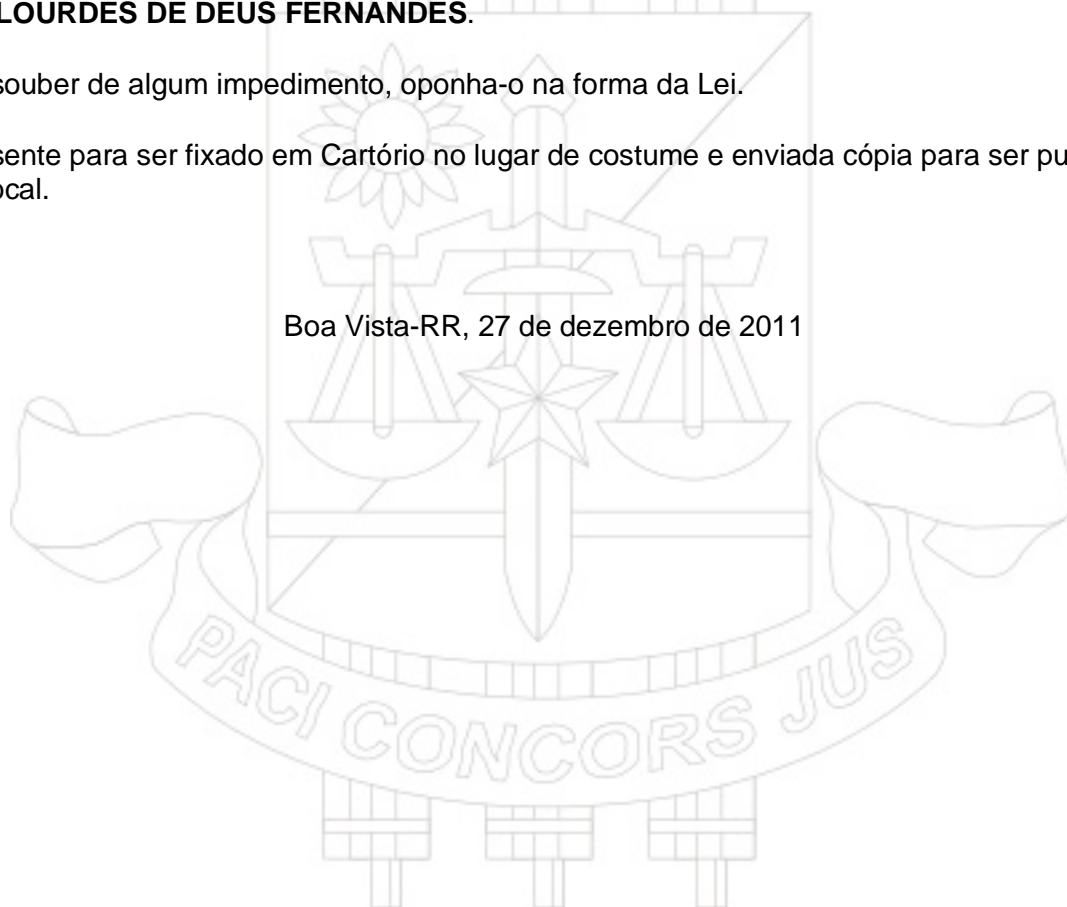 LOURDES DE DEUS FERNANDES.
souber de algum impedimento, oponha-o na forma da Lei.
sente para ser fixado em Cartório no lugar de costume e enviada cópia para ser pu
ocal.
Boa Vista-RR, 27 de dezembro de 2011
PACI CONCORS JUS